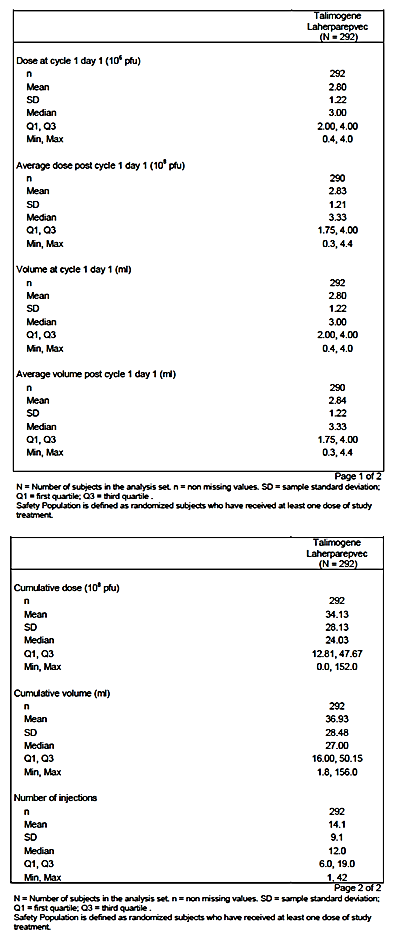 Talimogene
Laherparepvec
(N = 292)
Dose at cycle 1 day 1 (10⁶ pfu)
n 292
Mean 2.80
SD 1.22
Median 3.00
Q1, Q3 2.00, 4.00
Min, Max 0.4, 4.0
Average dose post cycle 1 day 1 (10⁸ pfu)
n 290
Mean 2.83
SD 1.21
Median 3.33
Q1, Q3 1.75, 4.00
Min, Max 0.3, 4.4
Volume at cycle 1 day 1 (ml)
n 292
Mean 2.80
SD 1.22
Median 3.00
Q1, Q3 2.00, 4.00
Min, Max 0.4, 4.0
Average volume post cycle 1 day 1 (ml)
n 290
Mean 2.84
SD 1.22
Median 3.33
Q1, Q3 1.75, 4.00
Min, Max 0.3, 4.4
Page 1 of 2
N = Number of subjects in the analysis set. n = non missing values. SD = sample standard deviation;
Q1 = first quartile; Q3 = third quartile .
Safety Population is defined as randomized subjects who have received at least one dose of study
treatment.
Talimogene
Laherparepvec
(N = 292)
Cumulative dose (10⁸ pfu)
n 292
Mean 34.13
SD 28.13
Median 24.03
Q1, Q3 12.81, 47.67
Min, Max 0.0, 152.0
Cumulative volume (ml)
n 292
Mean 36.93
SD 28.48
Median 27.00
Q1, Q3 16.00, 50.15
Min, Max 1.8, 156.0
Number of injections
n 292
Mean 14.1
SD 9.1
Median 12.0
Q1, Q3 6.0, 19.0
Min, Max 1, 42
Page 2 of 2
N = Number of subjects in the analysis set. n = non missing values. SD = sample standard deviation;
Q1 = first quartile; Q3 = third quartile .
Safety Population is defined as randomized subjects who have received at least one dose of study
treatment.